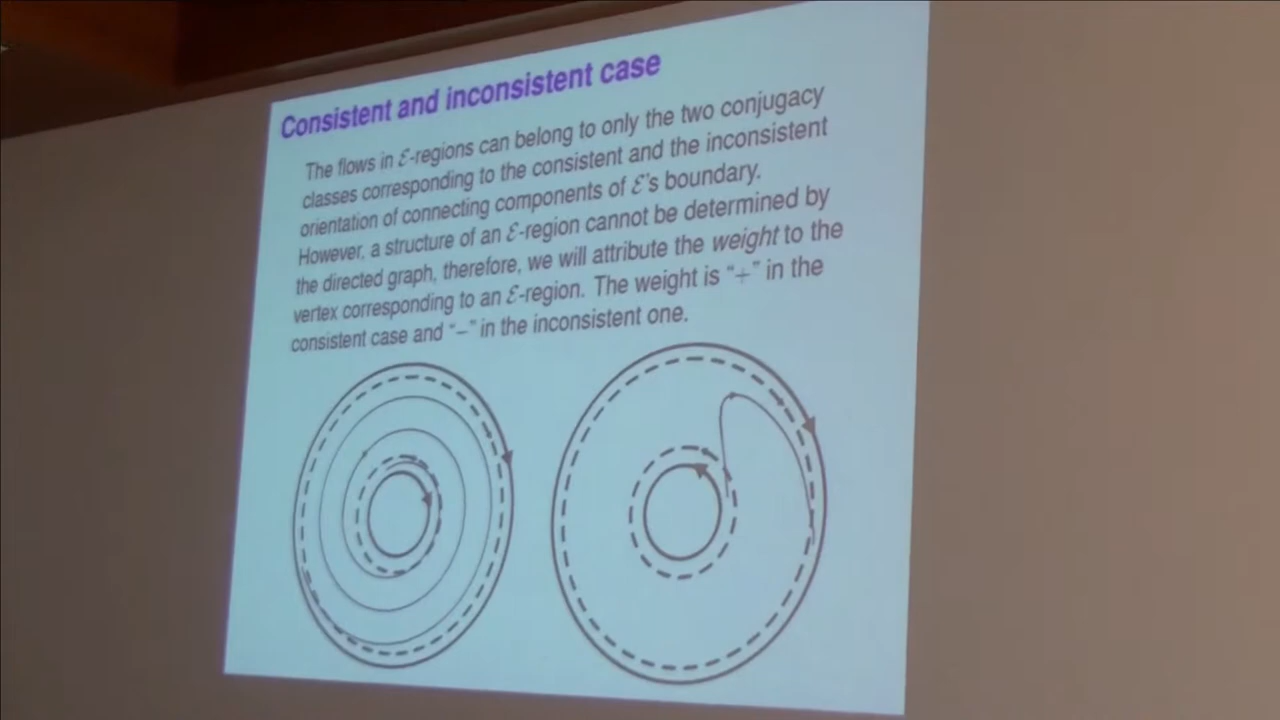 Consistent and inconsistent case
The flows in ℰ-regions can belong to only the two conjugacy
classes corresponding to the consistent and the inconsistent
orientation of connecting components of ℰ's boundary.
However, a structure of an ℰ-region cannot be determined by
the directed graph, therefore, we will attribute the weight to the
vertex corresponding to an ℰ-region. The weight is “+” in the
consistent case and “−” in the inconsistent one.